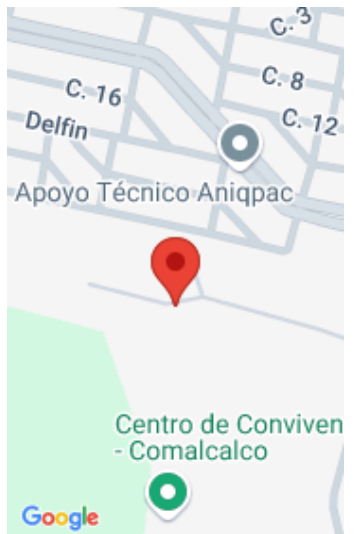 C. 3
C. 16
C. 8
Delfin
C. 12
Apoyo Técnico Aniqpac
Centro de Conviven
- Comalcalco
Google